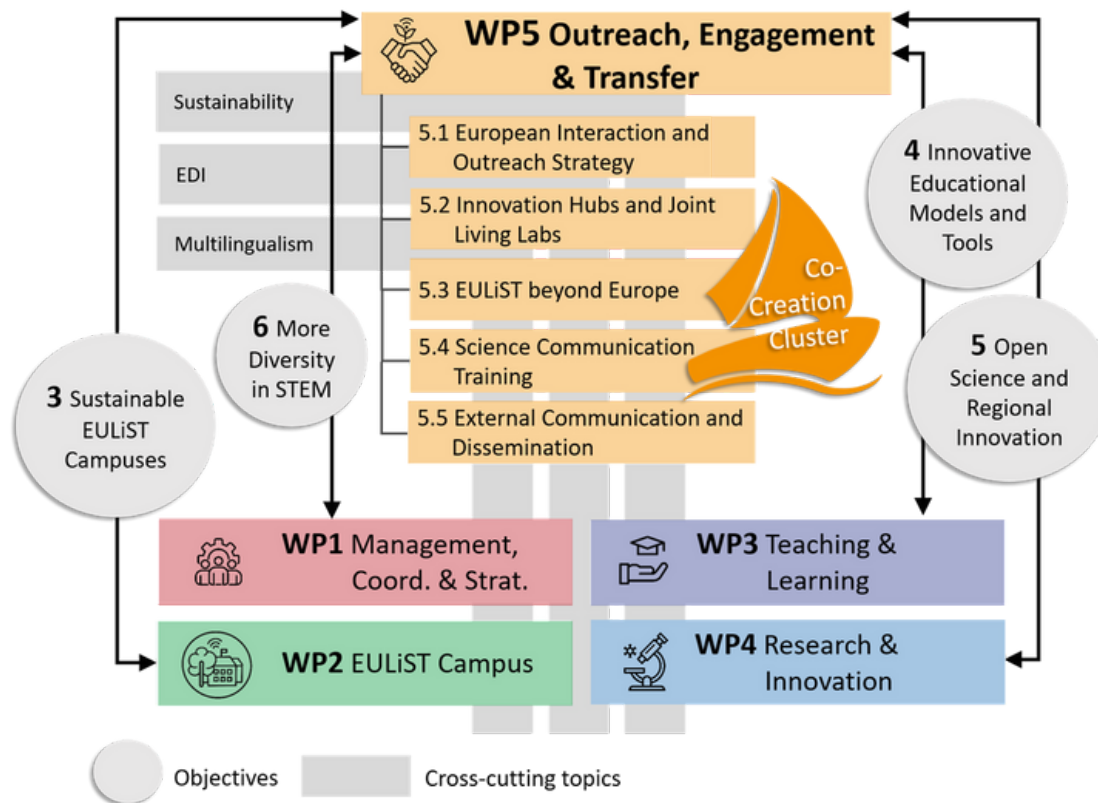 WP5 Outreach, Engagement
& Transfer
Sustainability
EDI
Multilingualism
5.1 European Interaction and
Outreach Strategy
5.2 Innovation Hubs and Joint
Living Labs
5.3 EULiST beyond Europe
5.4 Science Communication
Training
5.5 External Communication and
Dissemination
Co-
Creation
Cluster
3 Sustainable
EULiST
Campuses
6 More
Diversity
in STEM
4 Innovative
Educational
Models and
Tools
5 Open
Science and
Regional
Innovation
WP1 Management,
Coord. & Strat.
WP3 Teaching &
Learning
WP2 EULiST Campus
WP4 Research &
Innovation
Objectives
Cross-cutting topics